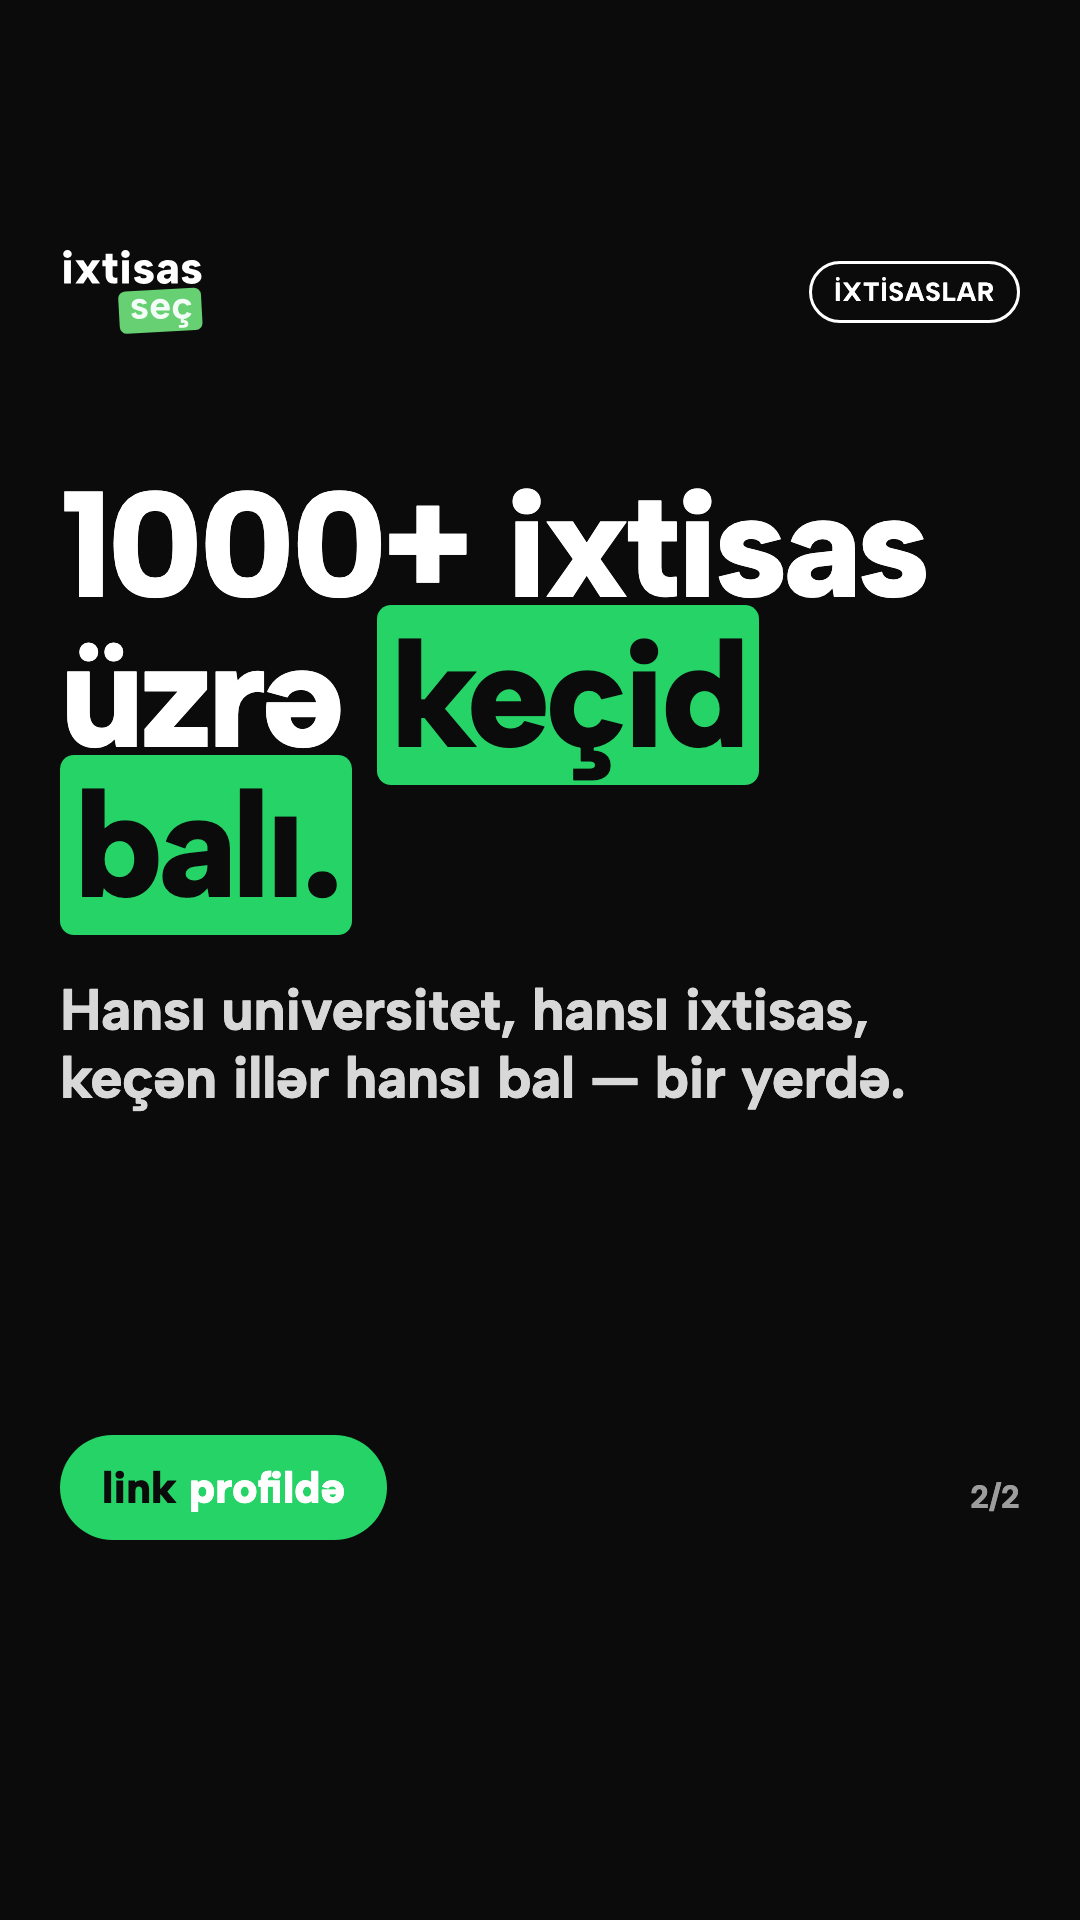 ixtisas
seç
İXTİSASLAR
1000+ ixtisas
üzrə keçid
balı.
Hansı universitet, hansı ixtisas,
keçən illər hansı bal — bir yerdə.
link profildə
2/2